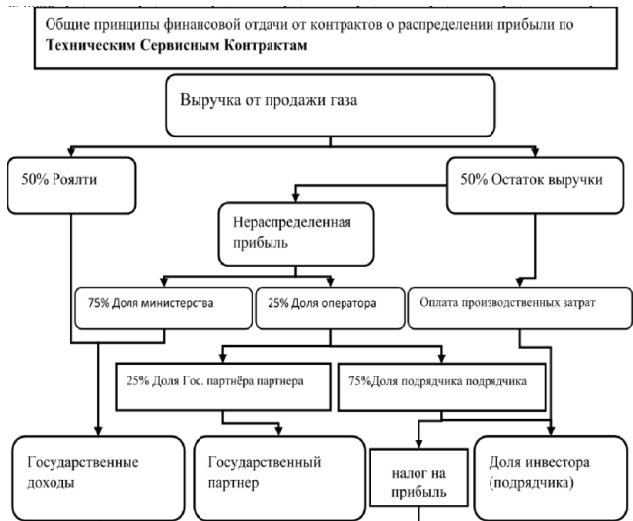 Общие принципы финансовой отдачи от контрактов о распределении прибыли по
Техническим Сервисным Контрактам
Выручка от продажи газа
50% Роялти
50% Остаток выручки
Нераспределенная
прибыль
75% Доля министерства
25% Доля оператора
Оплата производственных затрат
25% Доля Гос. партнёра партнера
75%Доля подрядчика подрядчика
Государственные
доходы
Государственный
партнер
налог на
прибыль
Доля инвестора
(подрядчика)